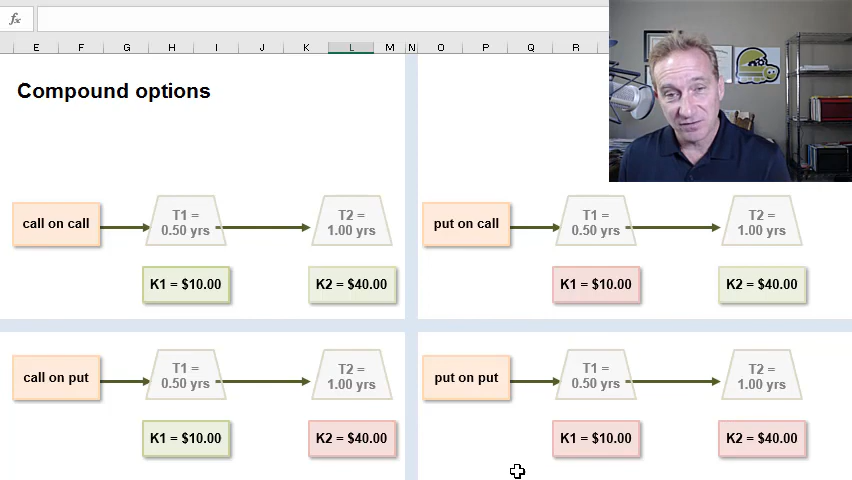 fx
E F G H I J K L M N O P Q R
Compound options
call on call
T1 =
0.50 yrs
T2 =
1.00 yrs
K1 = $10.00
K2 = $40.00
put on call
T1 =
0.50 yrs
T2 =
1.00 yrs
K1 = $10.00
K2 = $40.00
call on put
T1 =
0.50 yrs
T2 =
1.00 yrs
K1 = $10.00
K2 = $40.00
put on put
T1 =
0.50 yrs
T2 =
1.00 yrs
K1 = $10.00
K2 = $40.00